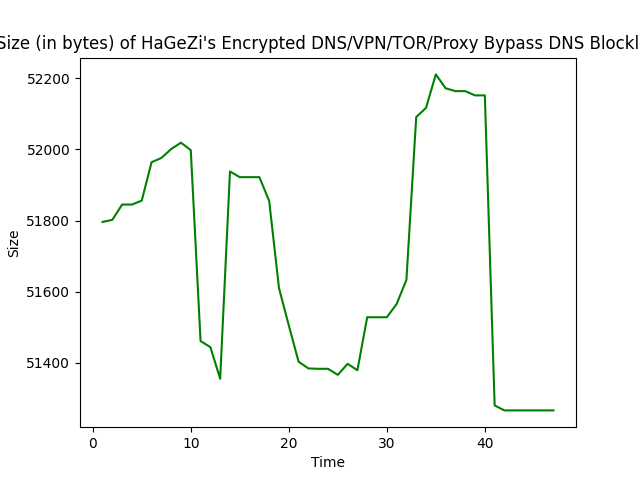 Size (in bytes) of HaGeZi's Encrypted DNS/VPN/TOR/Proxy Bypass DNS Blockl
52200
52000
51800
51600
51400
Size
0 10 20 30 40
Time